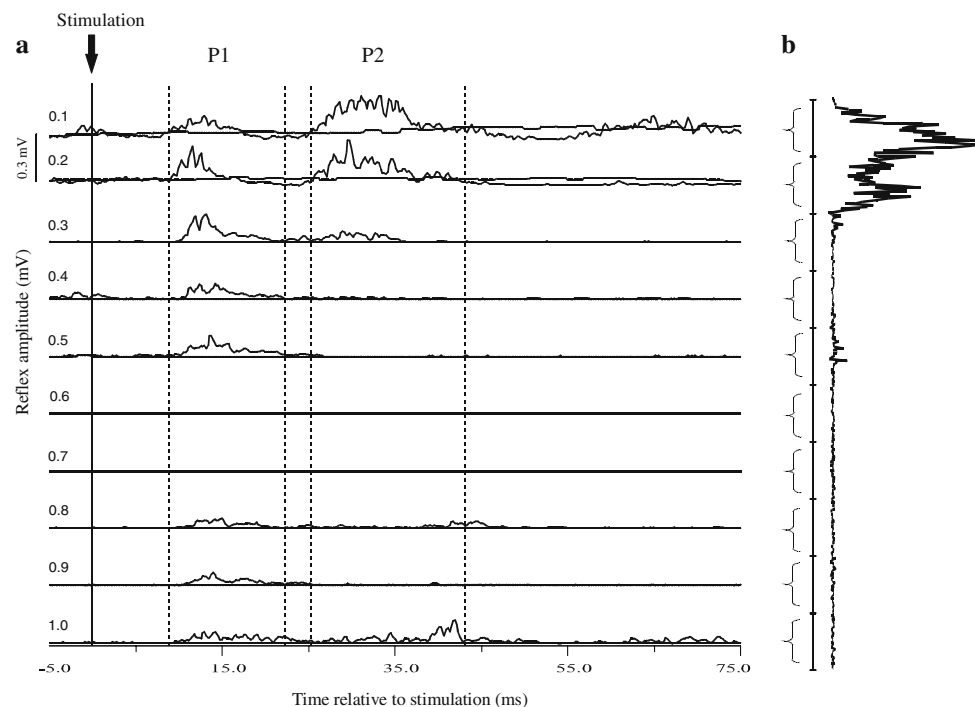 Stimulation
a
P1
P2
b
0.1
0.3 mV
0.2
0.3
0.4
0.5
0.6
0.7
0.8
0.9
1.0
Reflex amplitude (mV)
-5.0 15.0 35.0 55.0 75.0
Time relative to stimulation (ms)